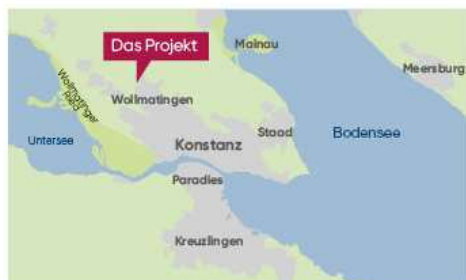 Das Projekt
Mainau
Meersburg
Wollmatinger
Ried
Wollmatingen
Untersee
Konstanz
Staad
Bodensee
Paradies
Kreuzlingen